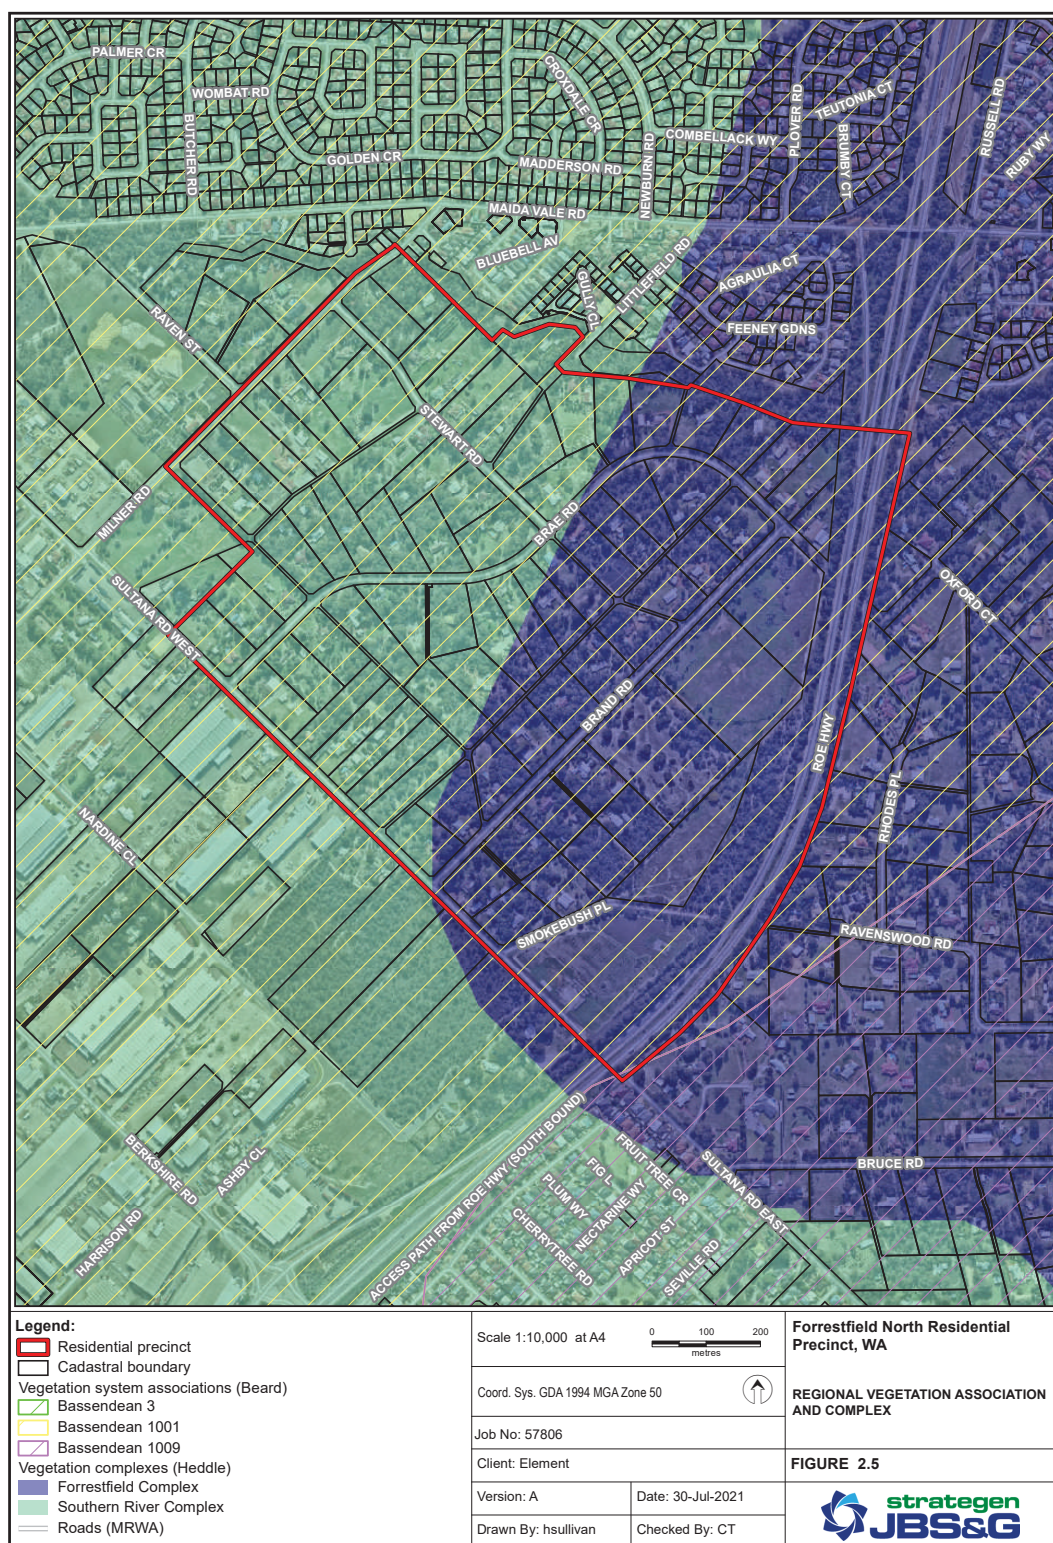 PALMER CR
WOMBAT RD
BUTCHER RD
GOLDEN CR
CROXDALE CR
MADDERSON RD
NEWBURN RD
COMBELLACK WY
PLOVER RD
TEUTONIA CT
BRUMBY CT
RUSSELL RD
RUBY WY
MAIDA VALE RD
BLUEBELL AV
GULLY CL
LITTLEFIELD RD
AGRAULIA CT
FEENEY GDNS
RAVEN ST
STEWART RD
MILNER RD
BRAE RD
SULTANA RD WEST
OXFORD CT
BRAND RD
ROE HWY
RHODES PL
NARDINE CL
SMOKEBUSH PL
RAVENSWOOD RD
BERKSHIRE RD
ASHBY CL
HARRISON RD
ACCESS PATH FROM ROE HWY (SOUTH BOUND)
FRUIT TREE CR
FIG L
PLUM WY
NECTARINE WY
CHERRYTREE RD
APRICOT ST
SEVILLE RD
SULTANA RD EAST
BRUCE RD
Legend:
Residential precinct
Cadastral boundary
Vegetation system associations (Beard)
Bassendean 3
Bassendean 1001
Bassendean 1009
Vegetation complexes (Heddle)
Forrestfield Complex
Southern River Complex
Roads (MRWA)
Scale 1:10,000 at A4
0 100 200
metres
Coord. Sys. GDA 1994 MGA Zone 50
Job No: 57806
Client: Element
Version: A
Date: 30-Jul-2021
Drawn By: hsullivan
Checked By: CT
Forrestfield North Residential
Precinct, WA
REGIONAL VEGETATION ASSOCIATION
AND COMPLEX
FIGURE 2.5
strategen
JBS&G